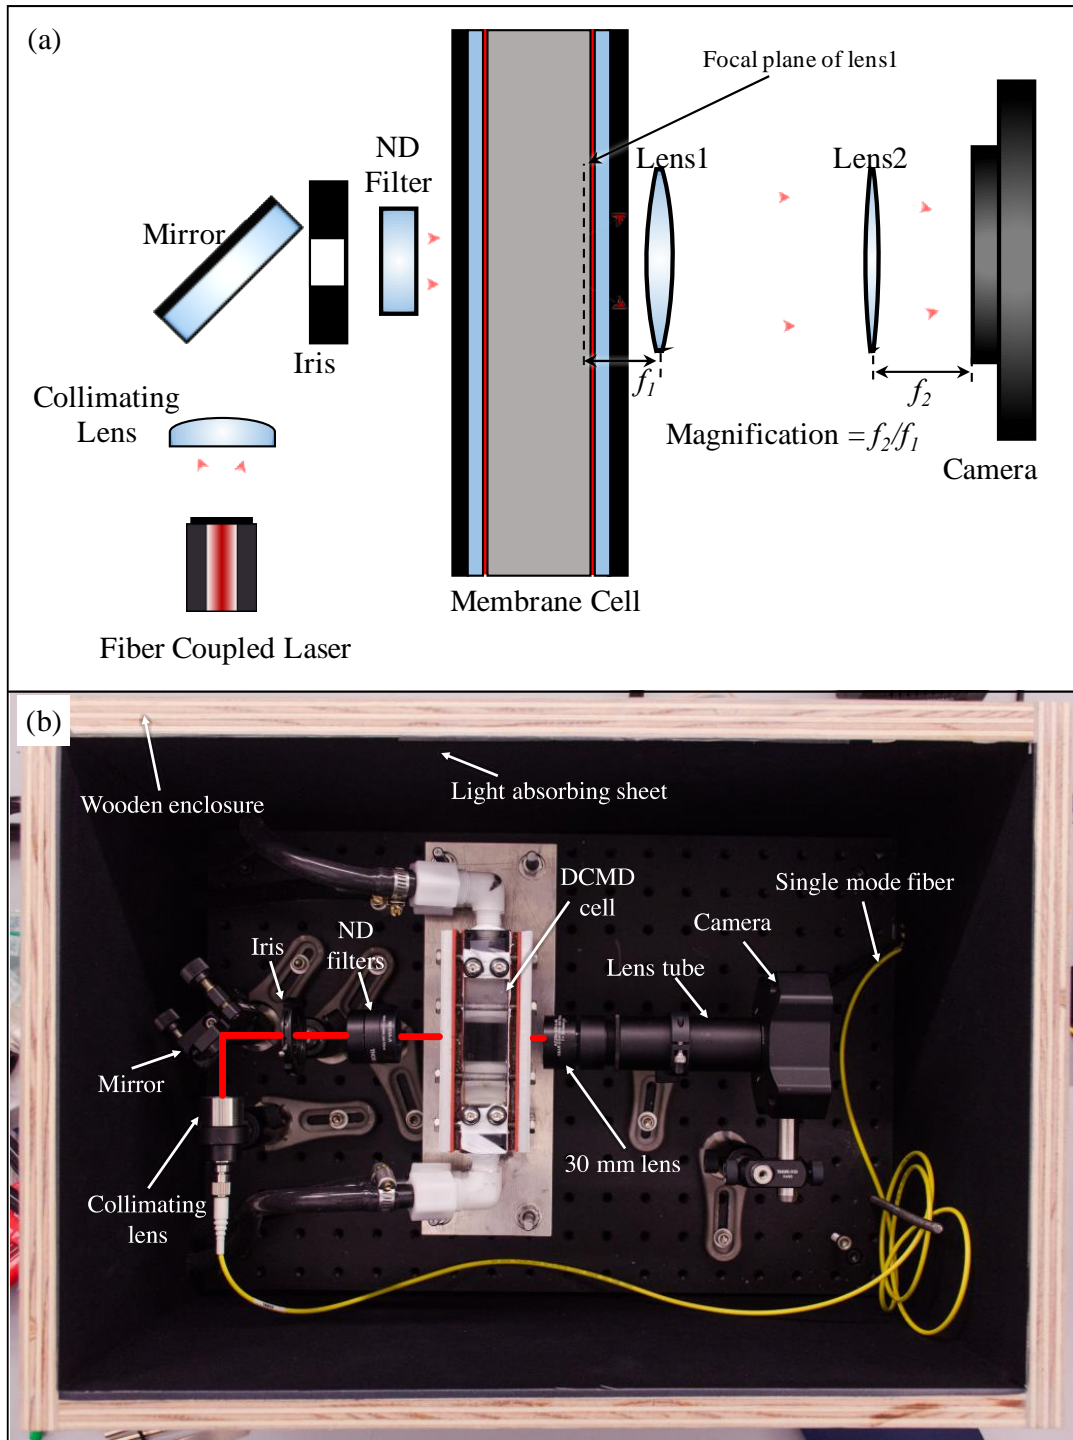 (a)
Focal plane of lens1
ND
Filter
Lens1
Lens2
Mirror
Iris
f1
f2
Collimating
Lens
Magnification = f2/f1
Camera
Membrane Cell
Fiber Coupled Laser
(b)
Wooden enclosure
Light absorbing sheet
DCMD
cell
Single mode fiber
Camera
ND
filters
Iris
Lens tube
Mirror
30 mm lens
Collimating
lens